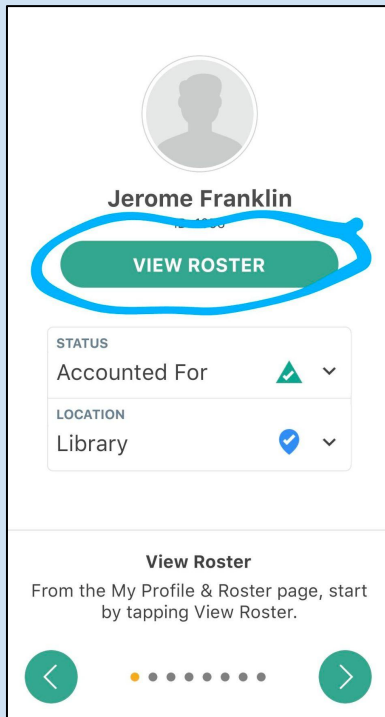 Jerome Franklin
VIEW ROSTER
STATUS
Accounted For
LOCATION
Library
View Roster
From the My Profile & Roster page, start
by tapping View Roster.